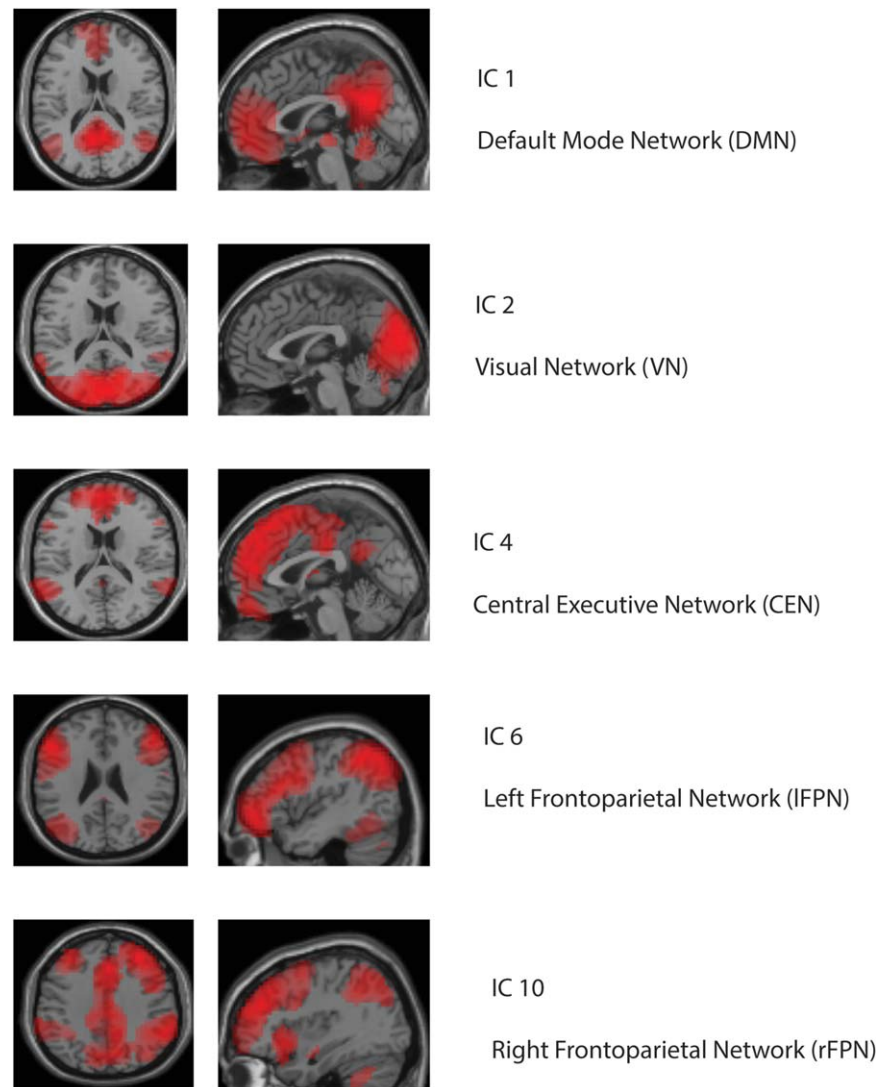 IC 1
Default Mode Network (DMN)
IC 2
Visual Network (VN)
IC 4
Central Executive Network (CEN)
IC 6
Left Frontoparietal Network (lFPN)
IC 10
Right Frontoparietal Network (rFPN)